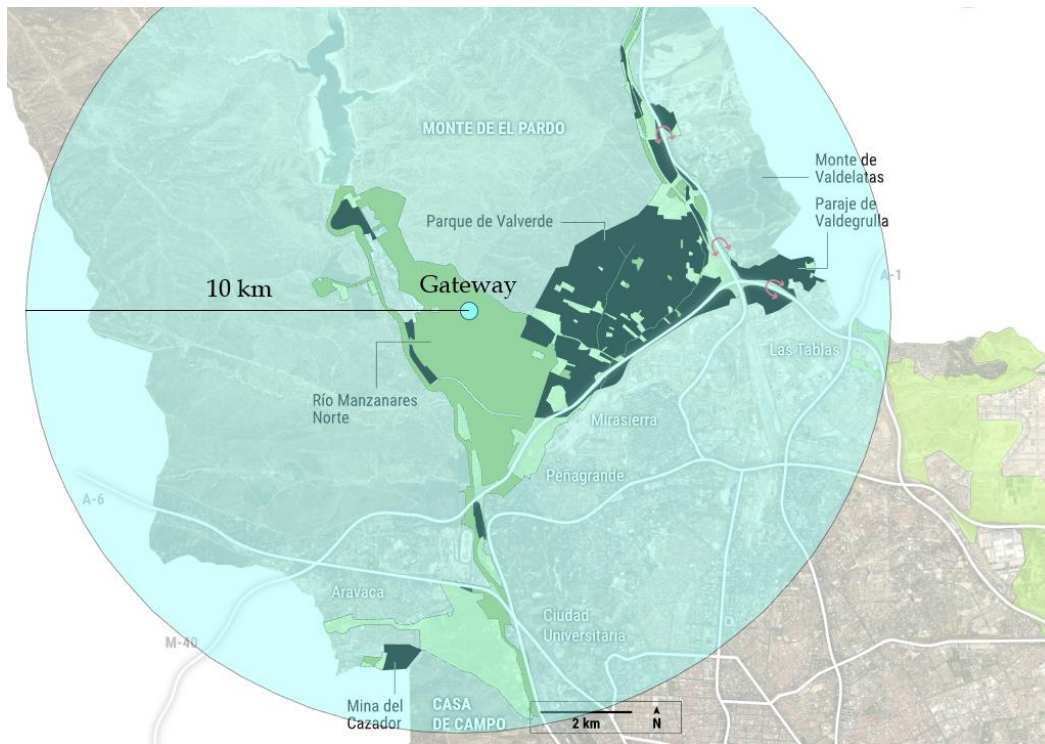 MONTE DE EL PARDO
Monte de
Valdelatas
Paraje de
Valdegrulla
Parque de Valverde
A-1
10 km
Gateway
Las Tablas
Río Manzanares
Norte
Mirasierra
Peñagrande
A-6
Aravaca
Ciudad
Universitaria
M-40
Mina del
Cazador
CASA
DE CAMPO
2 km
N